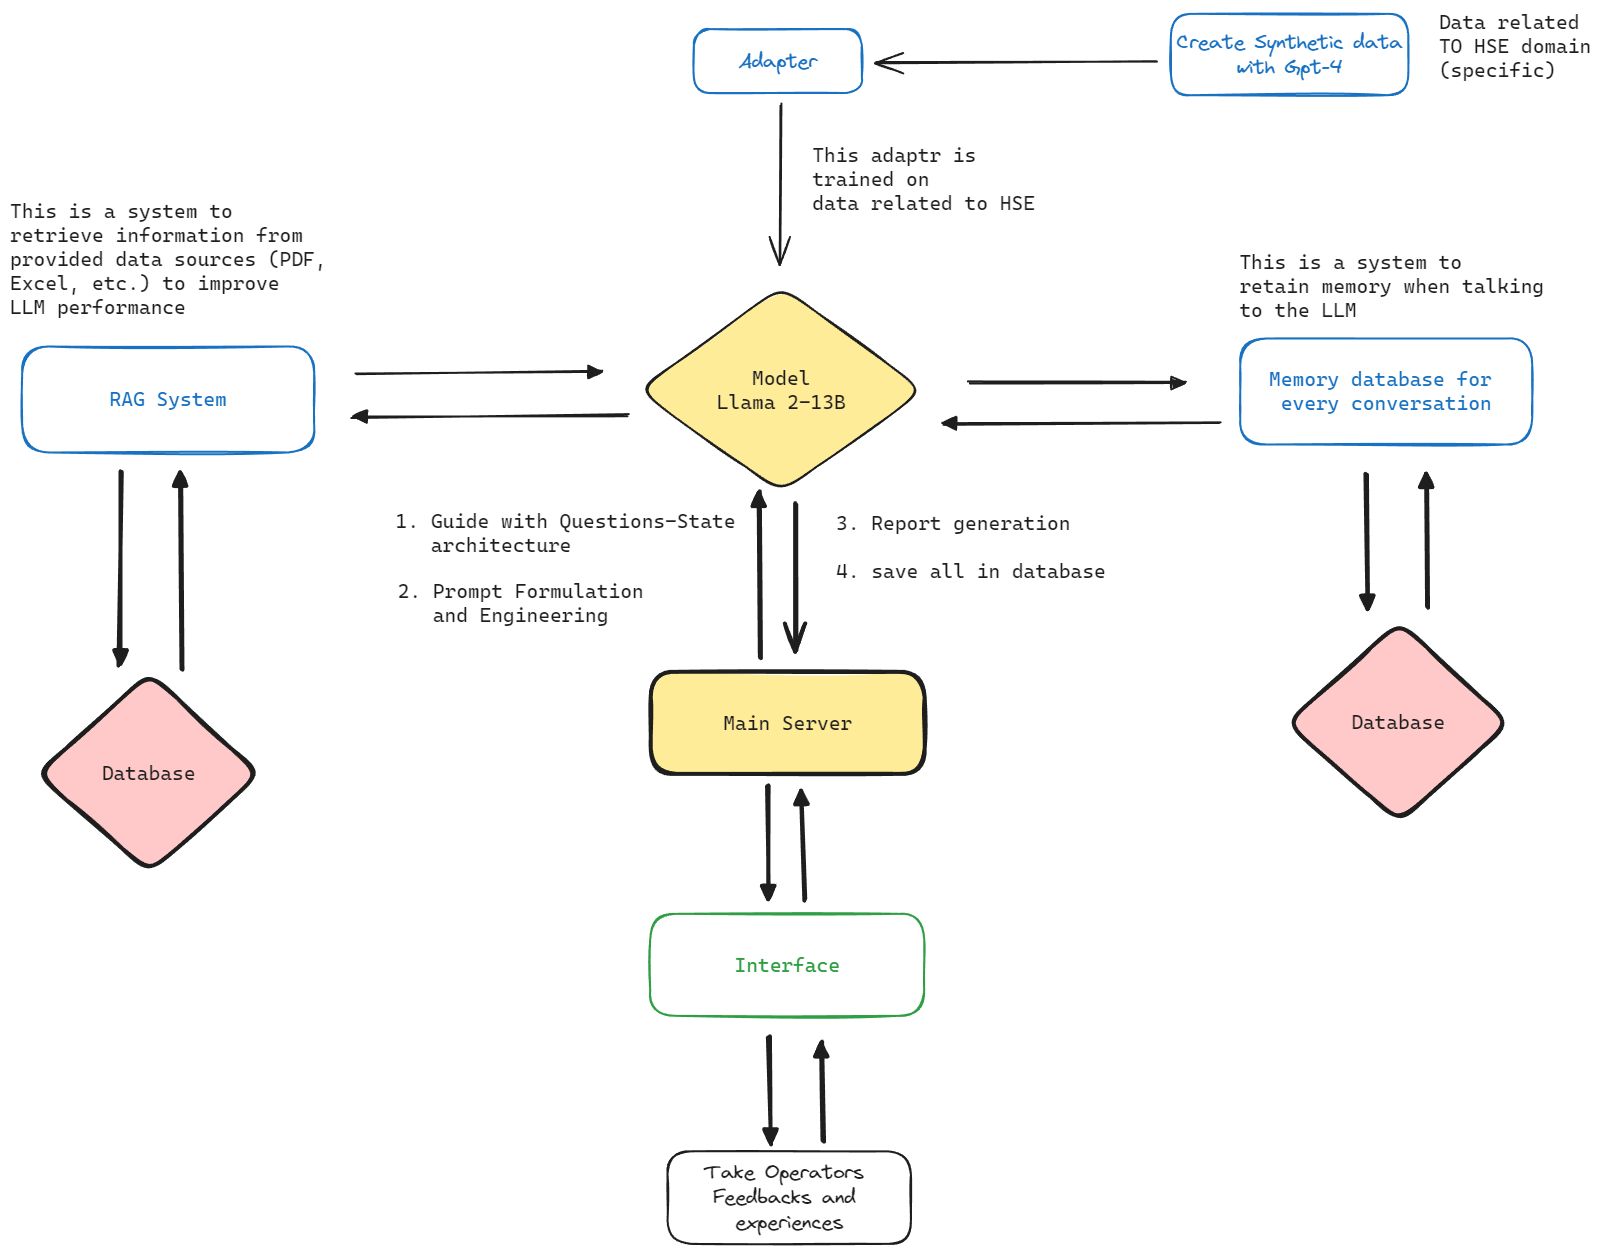 Adapter
Create Synthetic data
with Gpt-4
Data related
TO HSE domain
(specific)
This adaptr is
trained on
data related to HSE
This is a system to
retrieve information from
provided data sources (PDF,
Excel, etc.) to improve
LLM performance
This is a system to
retain memory when talking
to the LLM
RAG System
Model
Llama 2-13B
Memory database for
every conversation
1. Guide with Questions-State
architecture
2. Prompt Formulation
and Engineering
3. Report generation
4. save all in database
Main Server
Database
Database
Interface
Take Operators
Feedbacks and
experiences